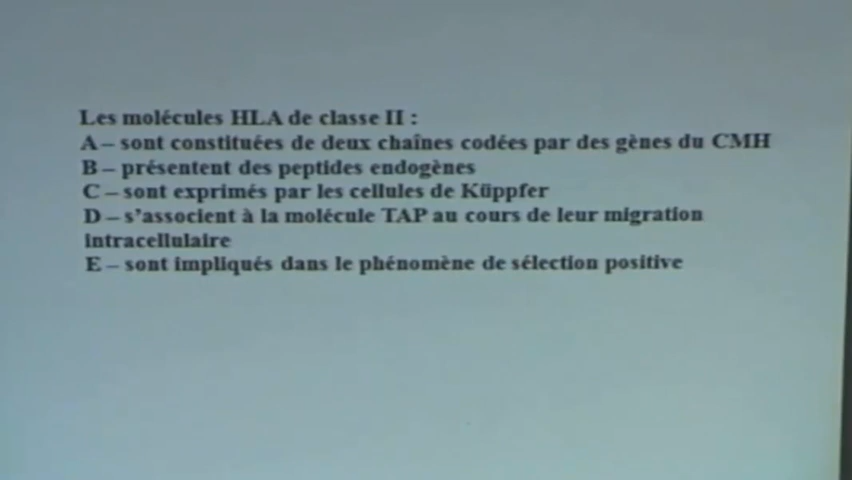 Les molécules HLA de classe II :
A – sont constituées de deux chaînes codées par des gènes du CMH
B – présentent des peptides endogènes
C – sont exprimés par les cellules de Küppfer
D – s'associent à la molécule TAP au cours de leur migration
intracellulaire
E – sont impliqués dans le phénomène de sélection positive